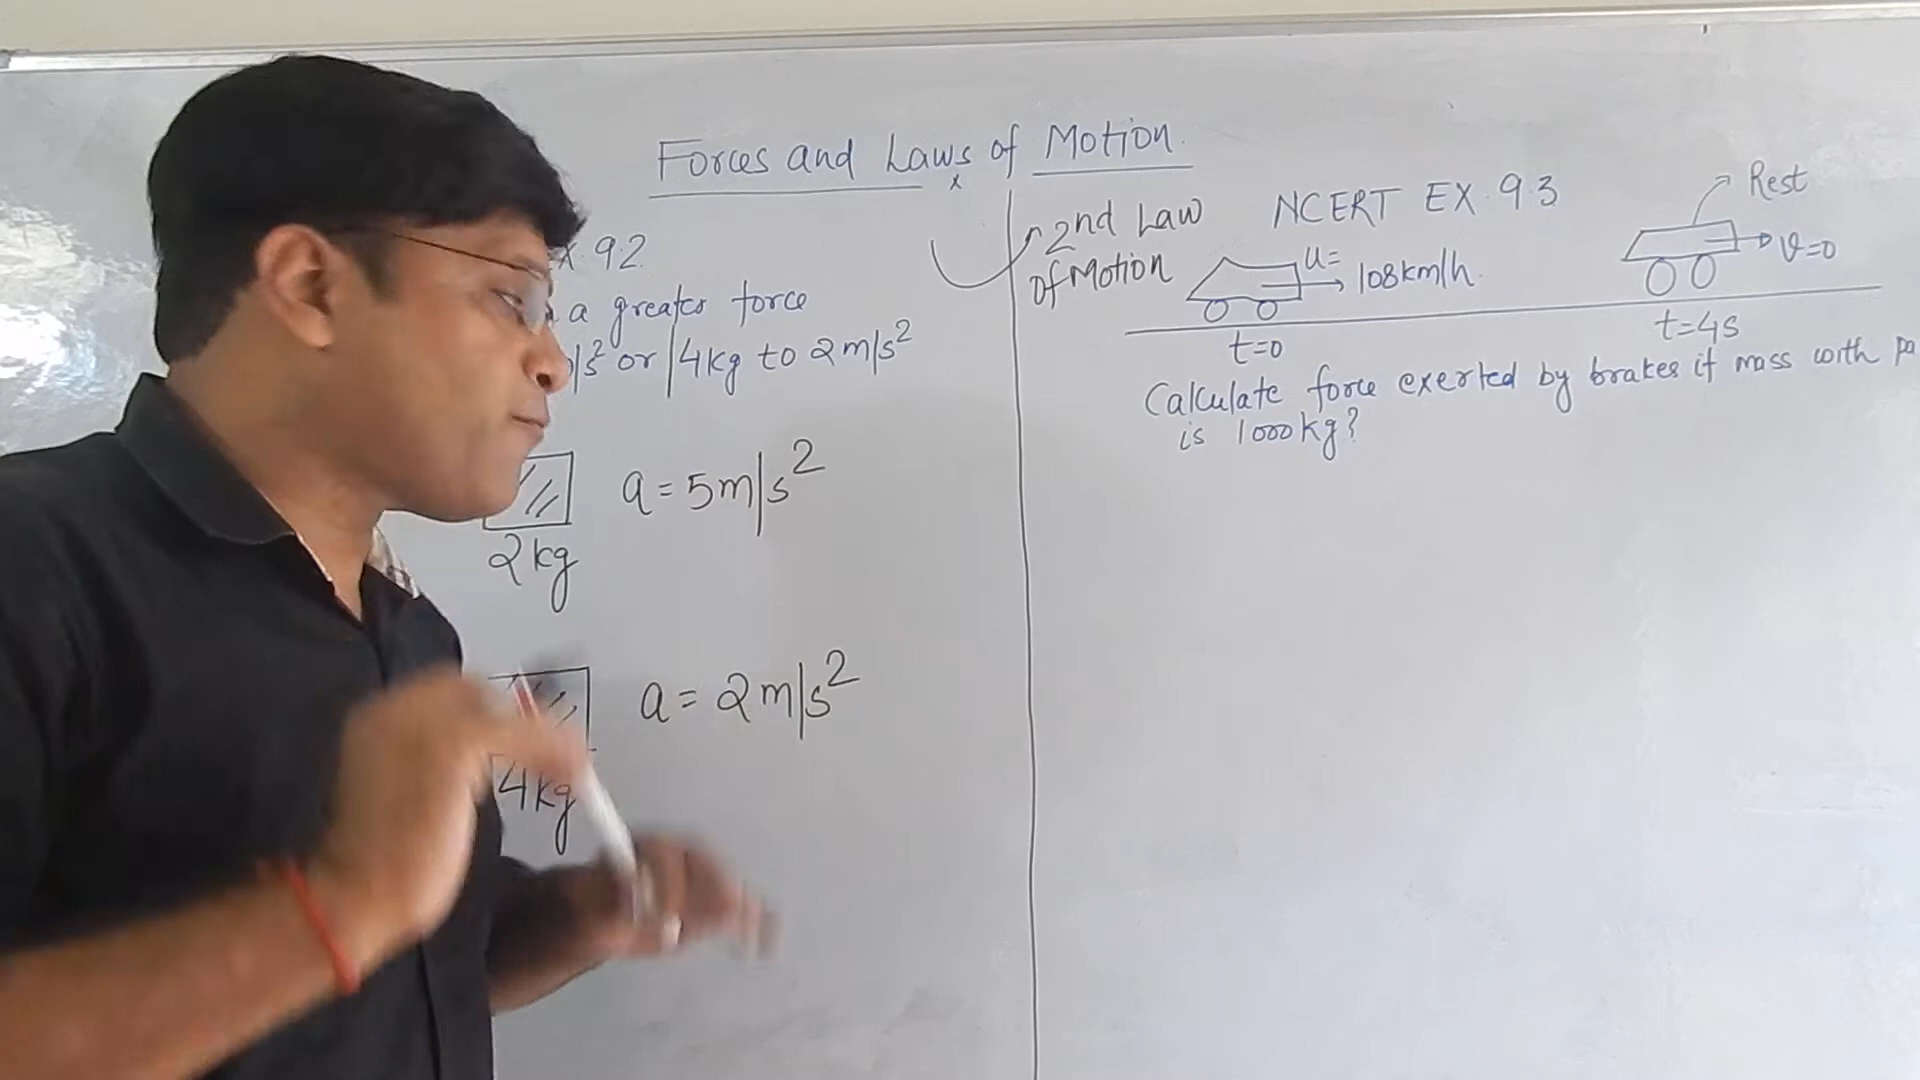 Forces and Laws of Motion.
x
9.2.
a greater force
/s² or 4kg to 2m/s²
a = 5m/s²
2kg
a = 2m/s²
4kg
2nd Law
of Motion
NCERT EX. 9.3
Rest
u=
108km/h.
v=0
t=0
t=4s
Calculate force exerted by brakes if mass with pa
is 1000kg?